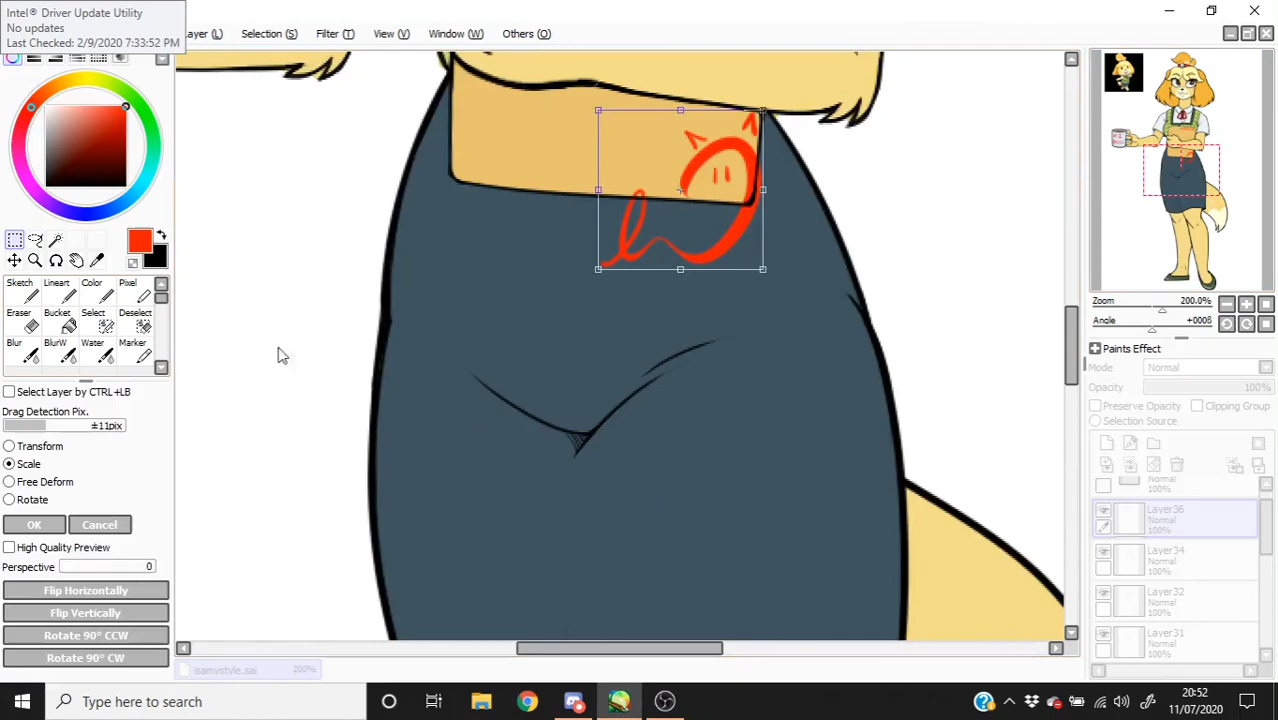 Intel® Driver Update Utility
No updates
Last Checked: 2/9/2020 7:33:52 PM
ayer (L) Selection (S) Filter (T) View (V) Window (W) Others (O)
Sketch Lineart Color Pixel
Eraser Bucket Select Deselect
Blur BlurW Water Marker
Select Layer by CTRL+LB
Drag Detection Pix.
±11pix
Transform
Scale
Free Deform
Rotate
OK Cancel
High Quality Preview
Perspective 0
Flip Horizontally
Flip Vertically
Rotate 90° CCW
Rotate 90° CW
isamystyle.sai 200%
Zoom 200.0%
Angle +0008
Paints Effect
Mode Normal
Opacity 100%
Preserve Opacity Clipping Group
Selection Source
Normal
100%
Layer36
Normal
100%
Layer34
Normal
100%
Layer32
Normal
100%
Layer31
Normal
100%
Type here to search
20:52
11/07/2020